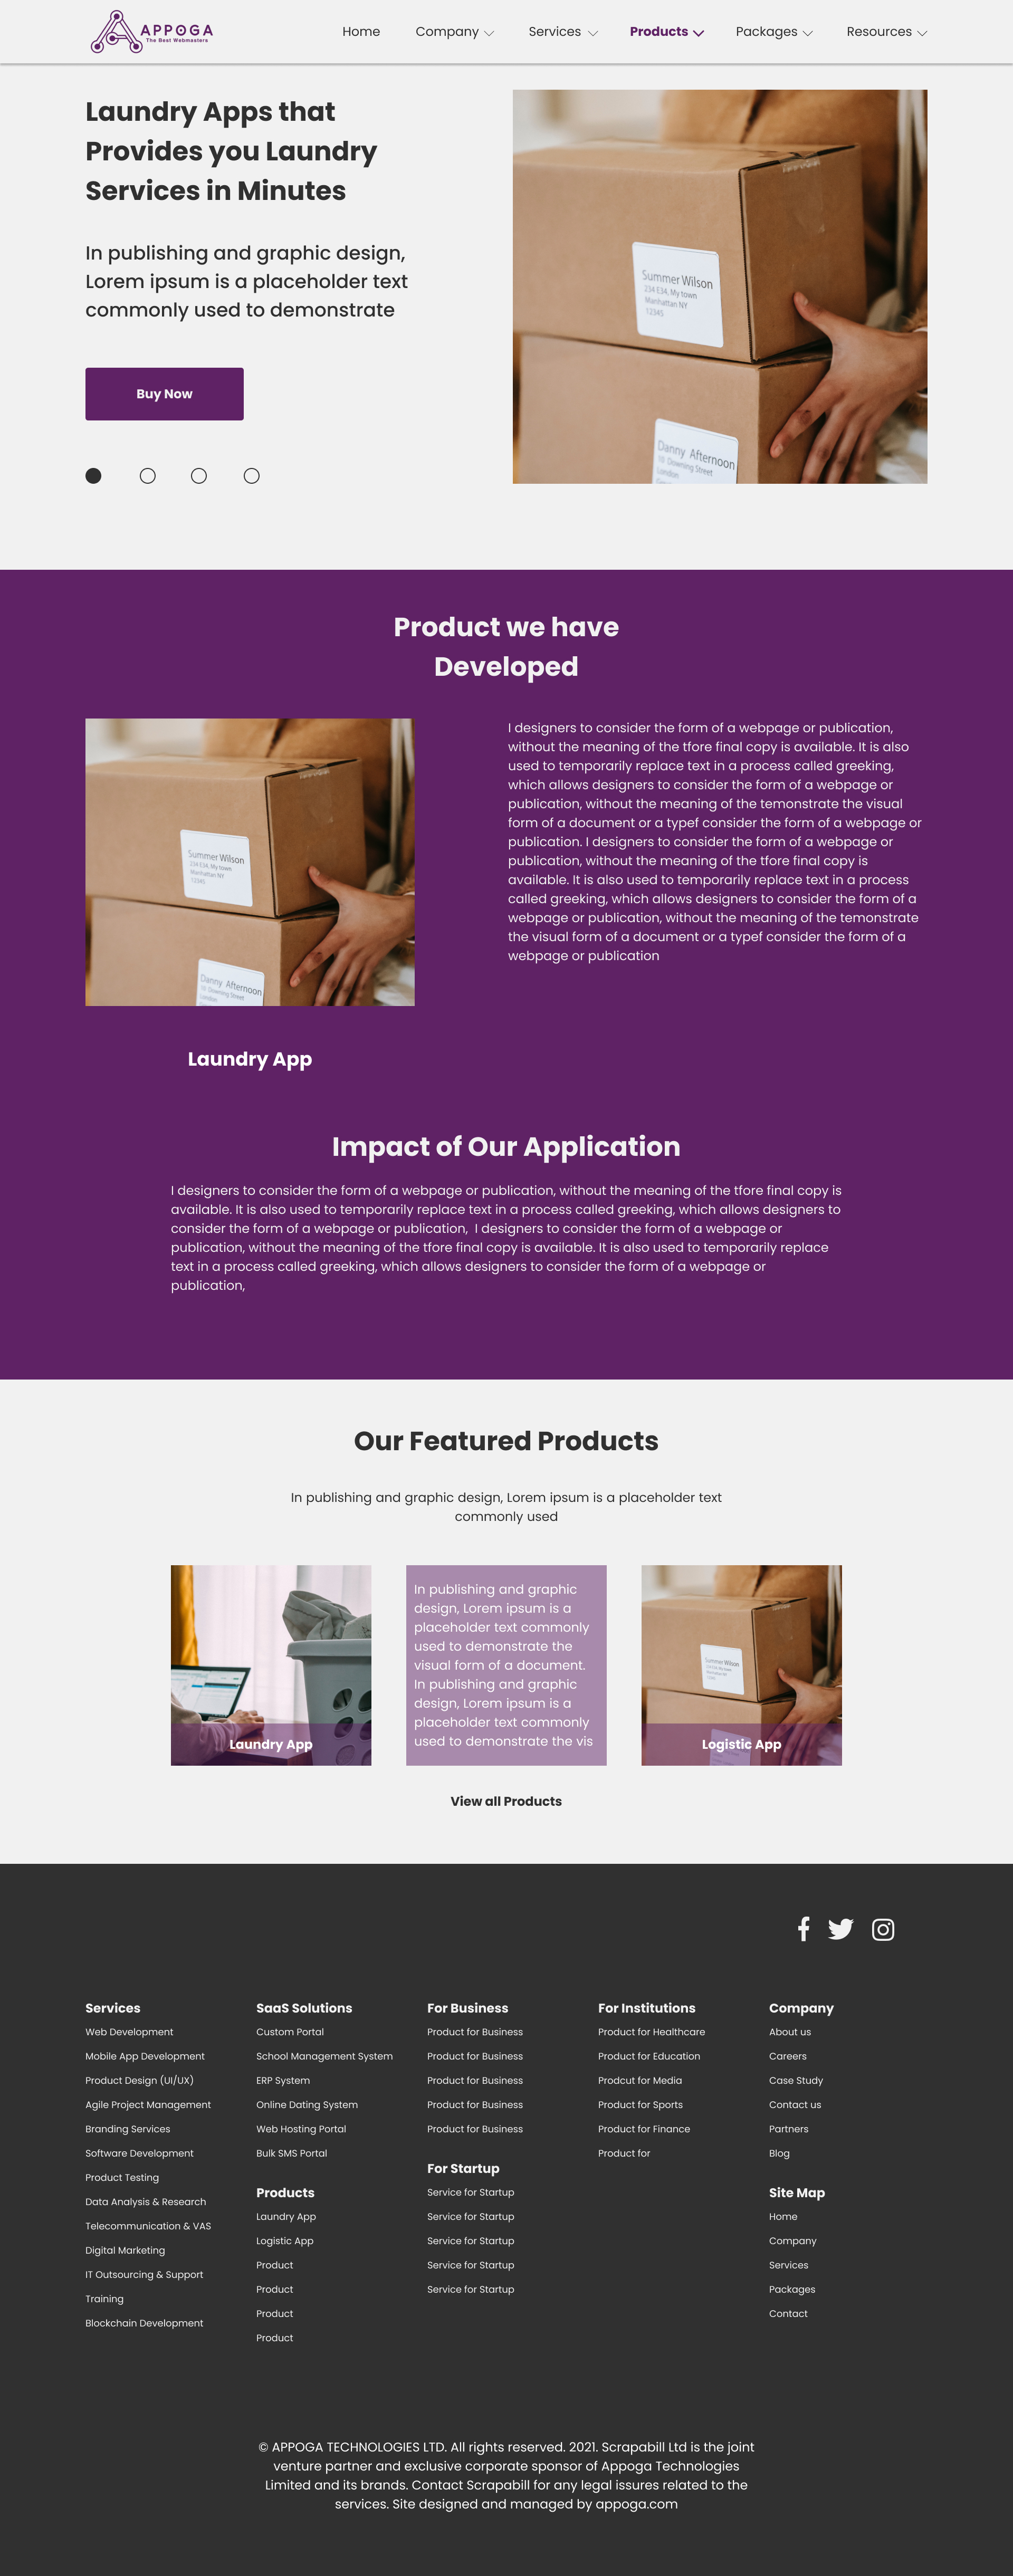 APPOGA
The Best Webmasters
Home
Company
Services
Products
Packages
Resources
Laundry Apps that
Provides you Laundry
Services in Minutes
In publishing and graphic design,
Lorem ipsum is a placeholder text
commonly used to demonstrate
Buy Now
Summer Wilson
234 E34, My town
Manhattan NY
12345
Danny Afternoon
10 Downing Street
London
Product we have
Developed
Summer Wilson
234 E34, My town
Manhattan NY
12345
Danny Afternoon
10 Downing Street
London
I designers to consider the form of a webpage or publication,
without the meaning of the tfore final copy is available. It is also
used to temporarily replace text in a process called greeking,
which allows designers to consider the form of a webpage or
publication, without the meaning of the temonstrate the visual
form of a document or a typef consider the form of a webpage or
publication. I designers to consider the form of a webpage or
publication, without the meaning of the tfore final copy is
available. It is also used to temporarily replace text in a process
called greeking, which allows designers to consider the form of a
webpage or publication, without the meaning of the temonstrate
the visual form of a document or a typef consider the form of a
webpage or publication
Laundry App
Impact of Our Application
I designers to consider the form of a webpage or publication, without the meaning of the tfore final copy is
available. It is also used to temporarily replace text in a process called greeking, which allows designers to
consider the form of a webpage or publication, I designers to consider the form of a webpage or
publication, without the meaning of the tfore final copy is available. It is also used to temporarily replace
text in a process called greeking, which allows designers to consider the form of a webpage or
publication,
Our Featured Products
In publishing and graphic design, Lorem ipsum is a placeholder text
commonly used
Laundry App
In publishing and graphic
design, Lorem ipsum is a
placeholder text commonly
used to demonstrate the
visual form of a document.
In publishing and graphic
design, Lorem ipsum is a
placeholder text commonly
used to demonstrate the vis
Summer Wilson
Logistic App
View all Products
Services
Web Development
Mobile App Development
Product Design (UI/UX)
Agile Project Management
Branding Services
Software Development
Product Testing
Data Analysis & Research
Telecommunication & VAS
Digital Marketing
IT Outsourcing & Support
Training
Blockchain Development
SaaS Solutions
Custom Portal
School Management System
ERP System
Online Dating System
Web Hosting Portal
Bulk SMS Portal
Products
Laundry App
Logistic App
Product
Product
Product
Product
For Business
Product for Business
Product for Business
Product for Business
Product for Business
Product for Business
For Startup
Service for Startup
Service for Startup
Service for Startup
Service for Startup
Service for Startup
For Institutions
Product for Healthcare
Product for Education
Prodcut for Media
Product for Sports
Product for Finance
Product for
Company
About us
Careers
Case Study
Contact us
Partners
Blog
Site Map
Home
Company
Services
Packages
Contact
© APPOGA TECHNOLOGIES LTD. All rights reserved. 2021. Scrapabill Ltd is the joint
venture partner and exclusive corporate sponsor of Appoga Technologies
Limited and its brands. Contact Scrapabill for any legal issures related to the
services. Site designed and managed by appoga.com